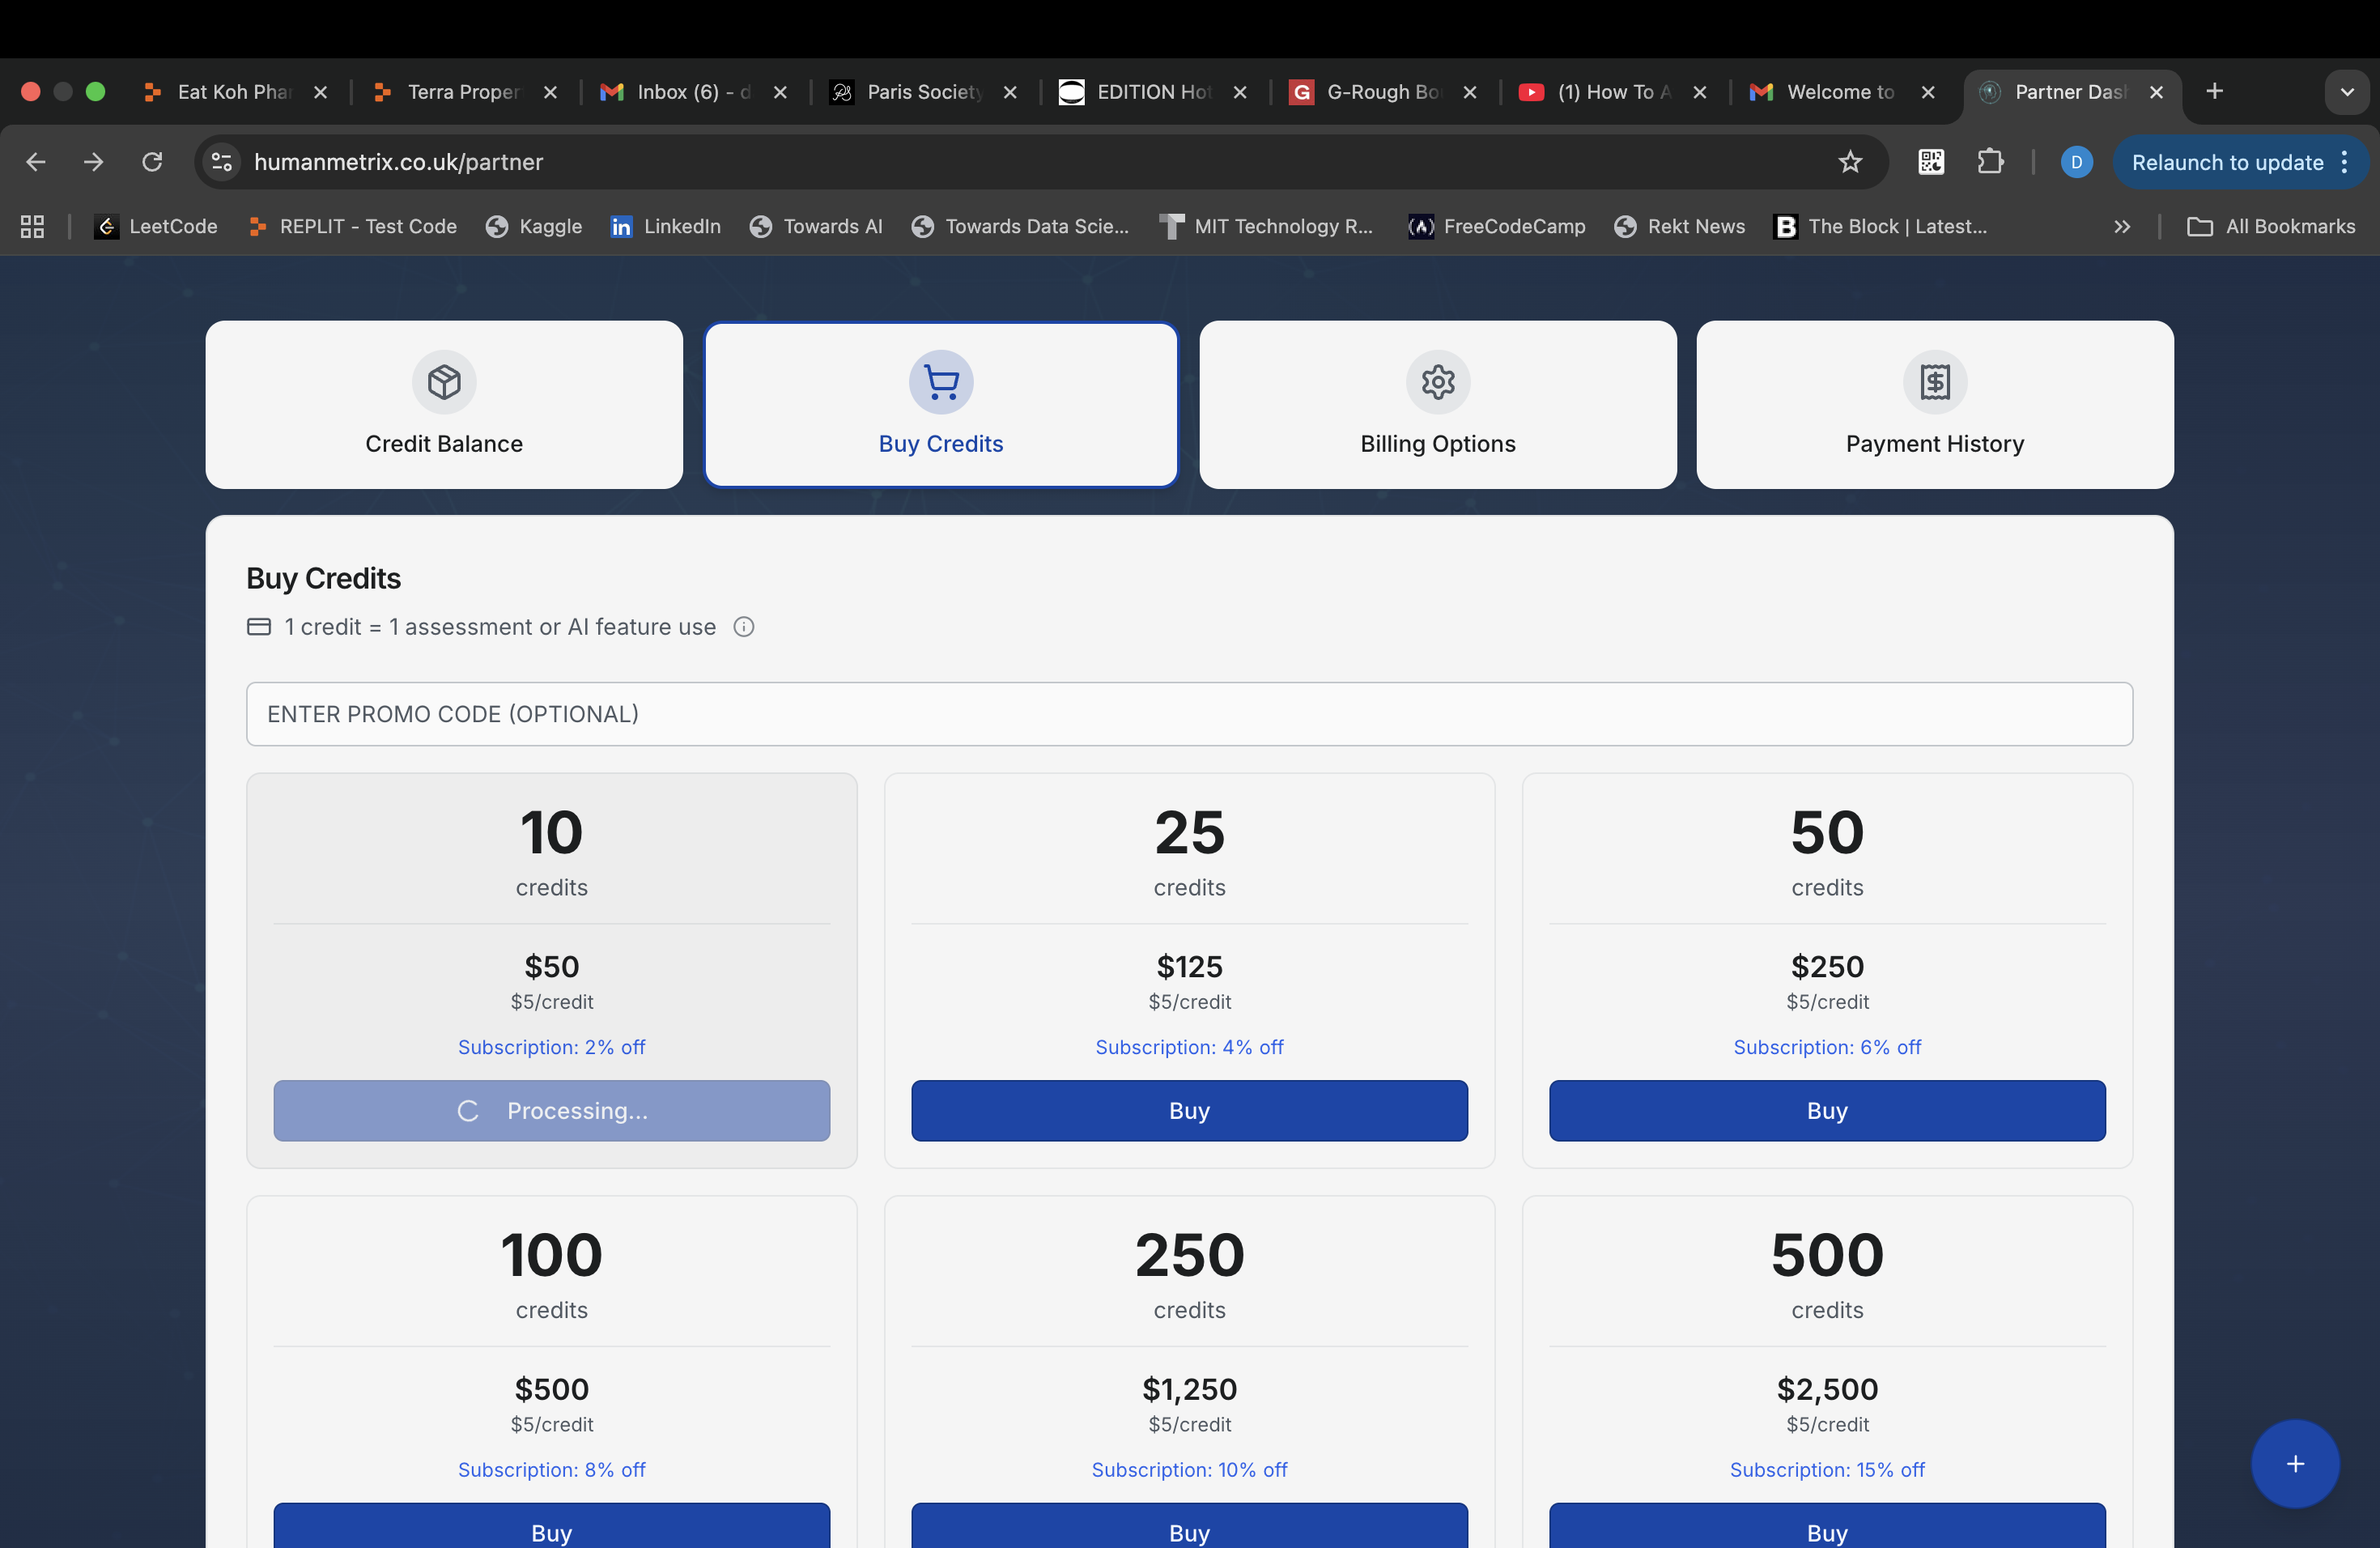 Eat Koh Phan
Terra Proper
Inbox (6) - d
Paris Society
EDITION Hot
G-Rough Bo
(1) How To A
Welcome to
Partner Dash
humanmetrix.co.uk/partner
D
Relaunch to update
LeetCode
REPLIT - Test Code
Kaggle
LinkedIn
Towards AI
Towards Data Scie...
MIT Technology R...
FreeCodeCamp
Rekt News
The Block | Latest...
All Bookmarks
Credit Balance
Buy Credits
Billing Options
Payment History
Buy Credits
1 credit = 1 assessment or AI feature use
ENTER PROMO CODE (OPTIONAL)
10
credits
$50
$5/credit
Subscription: 2% off
Processing...
25
credits
$125
$5/credit
Subscription: 4% off
Buy
50
credits
$250
$5/credit
Subscription: 6% off
Buy
100
credits
$500
$5/credit
Subscription: 8% off
Buy
250
credits
$1,250
$5/credit
Subscription: 10% off
Buy
500
credits
$2,500
$5/credit
Subscription: 15% off
Buy